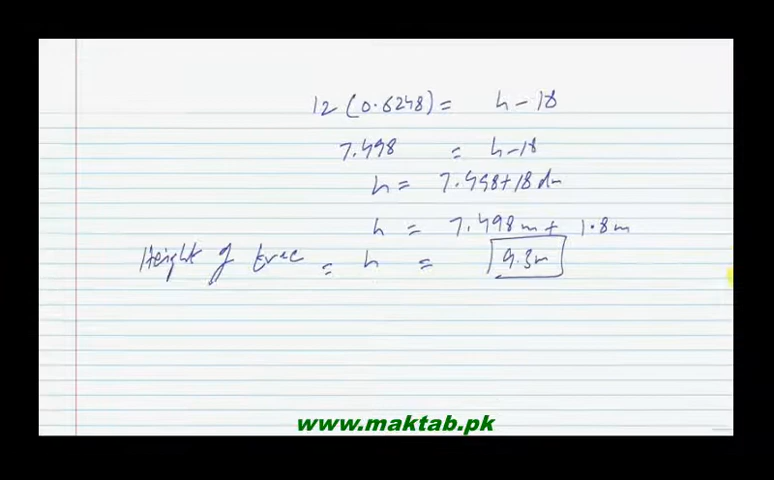 12 (0.6248) = h - 18
7.498 = h - 18
h = 7.498 + 18 dm
h = 7.498 m + 1.8 m
Height of tree = h = 9.3m
www.maktab.pk